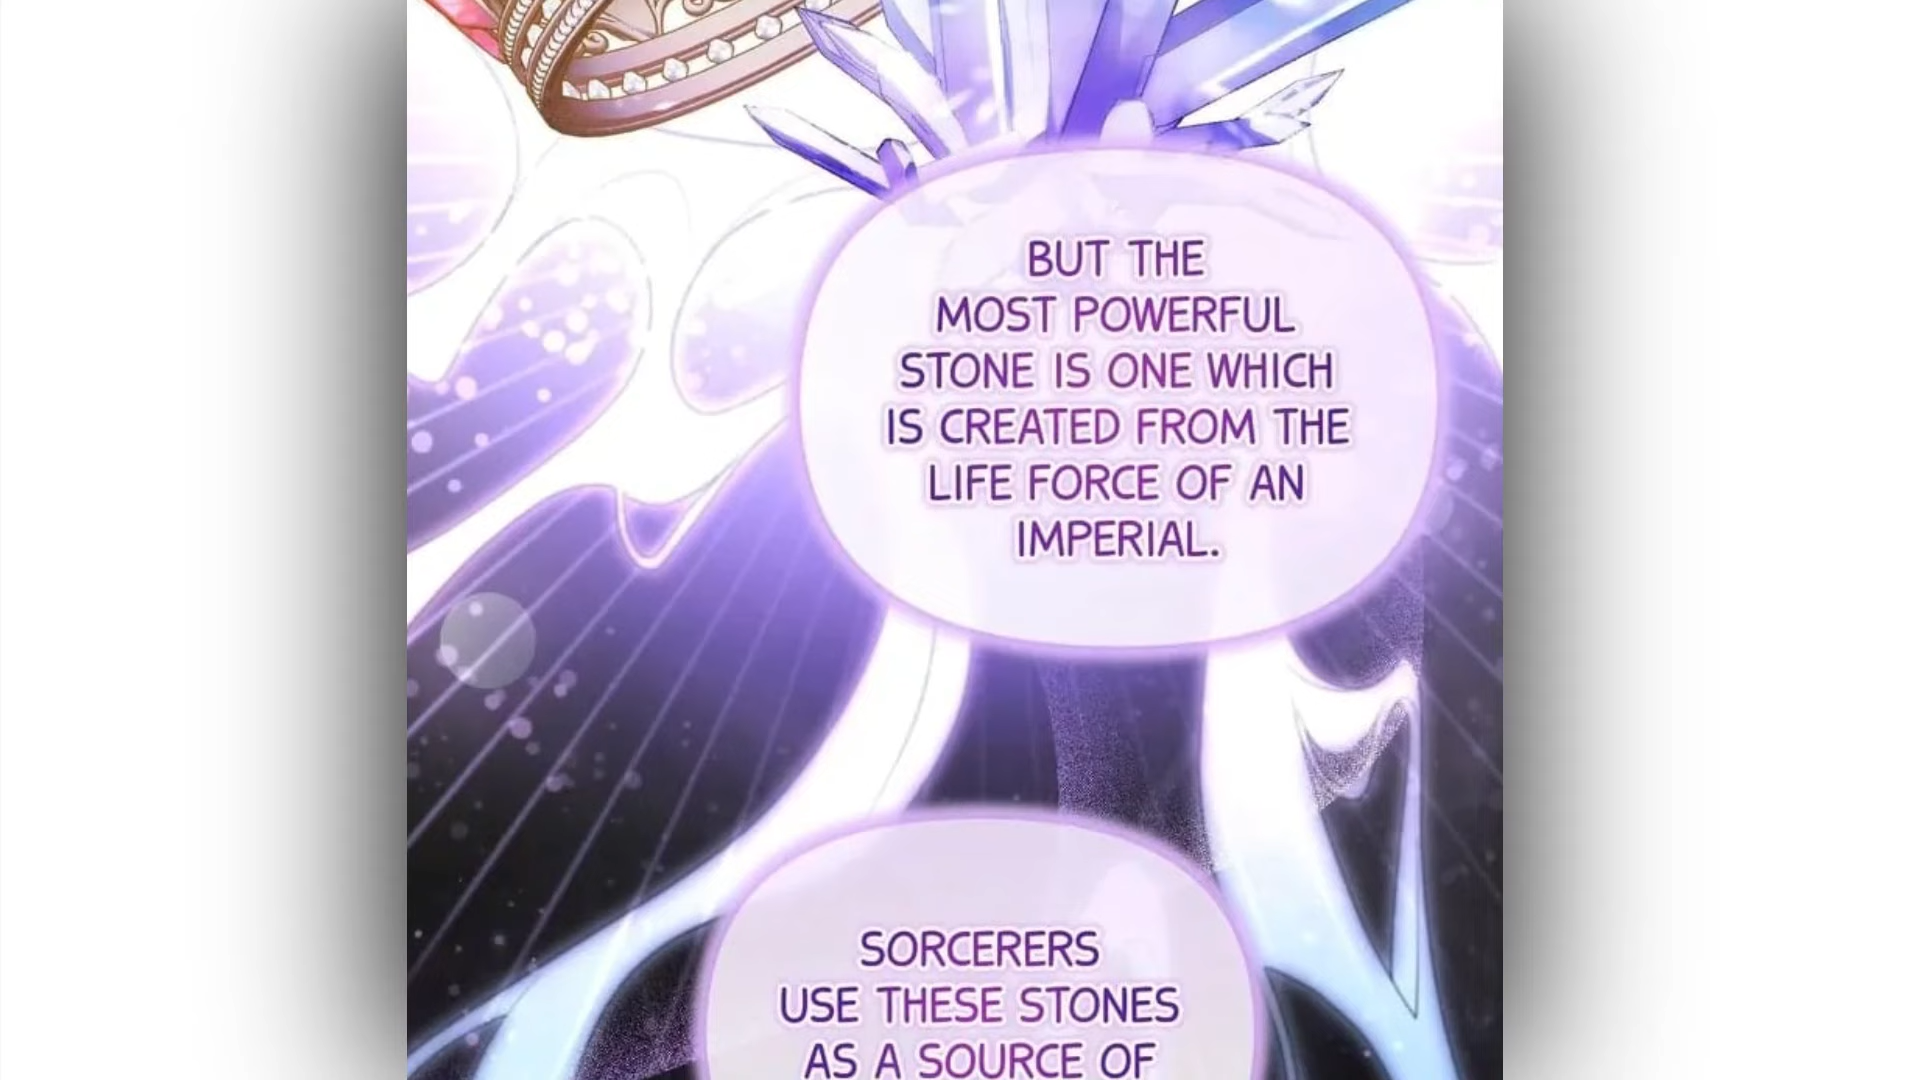 BUT THE
MOST POWERFUL
STONE IS ONE WHICH
IS CREATED FROM THE
LIFE FORCE OF AN
IMPERIAL.
SORCERERS
USE THESE STONES
AS A SOURCE OF